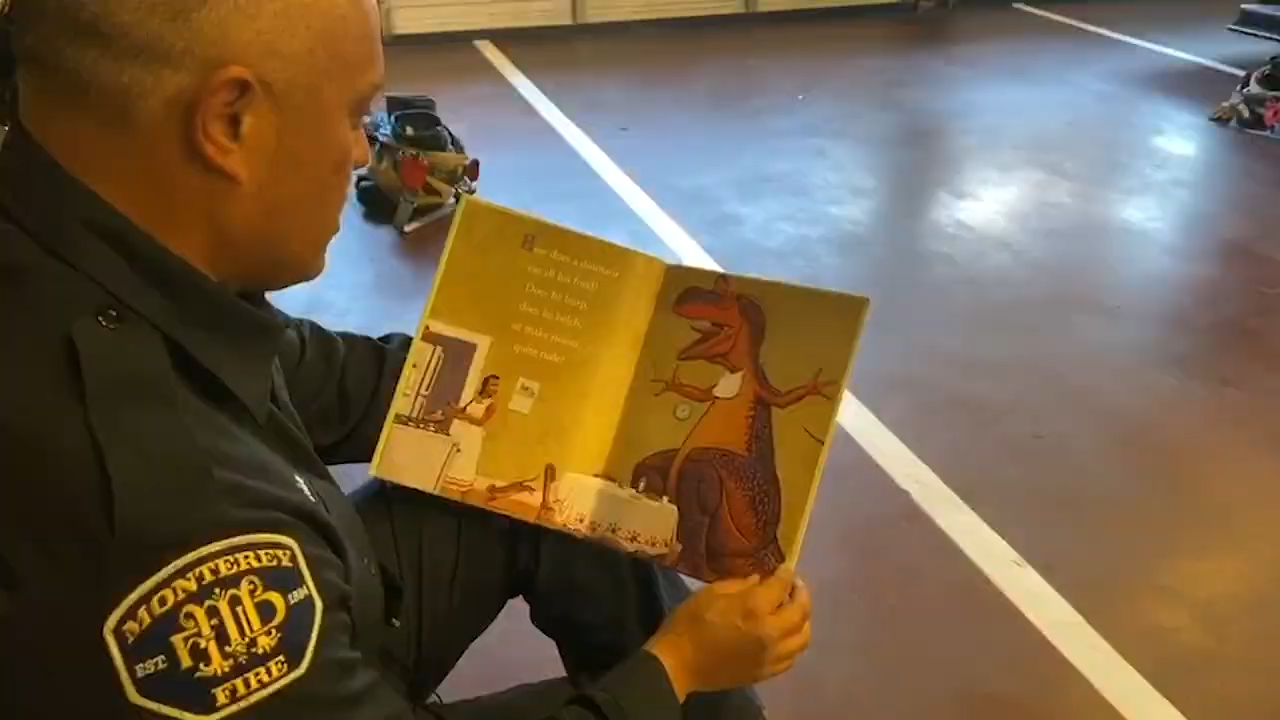 How does a dinosaur
eat all his food?
Does he burp,
does he belch,
or make noises
quite rude?
MONTEREY
FMB
EST
FIRE